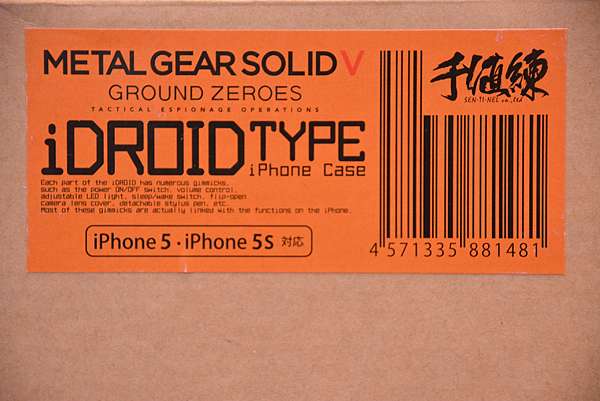 METAL GEAR SOLID V
GROUND ZEROES
TACTICAL ESPIONAGE OPERATIONS
iDROID TYPE
iPhone Case
Each part of the iDROID has numerous gimmicks,
such as the power ON/OFF switch, volume control,
adjustable LED light, sleep/wake switch, flip-open
camera lens cover, detachable stylus pen, etc.
Most of these gimmicks are actually linked with the functions on the iPhone.
iPhone 5・iPhone 5S 対応
千値練
SEN-TI-NEL co.,Ltd
4 571335 881481